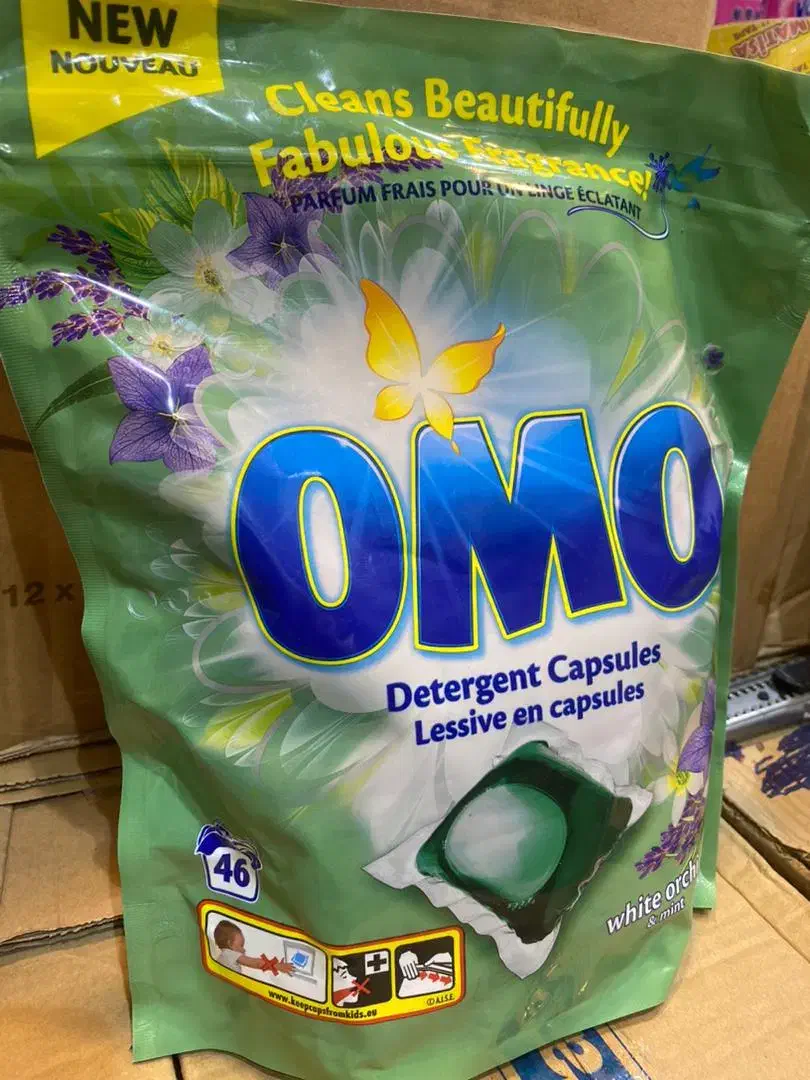 NEW
NOUVEAU
Cleans Beautifully
Fabulous Fragrance!
PARFUM FRAIS POUR UN LINGE ÉCLATANT
OMO
Detergent Capsules
Lessive en capsules
46
white orchi
& mint
www.keepcapsfromkids.eu
©A.I.S.E.
12 x